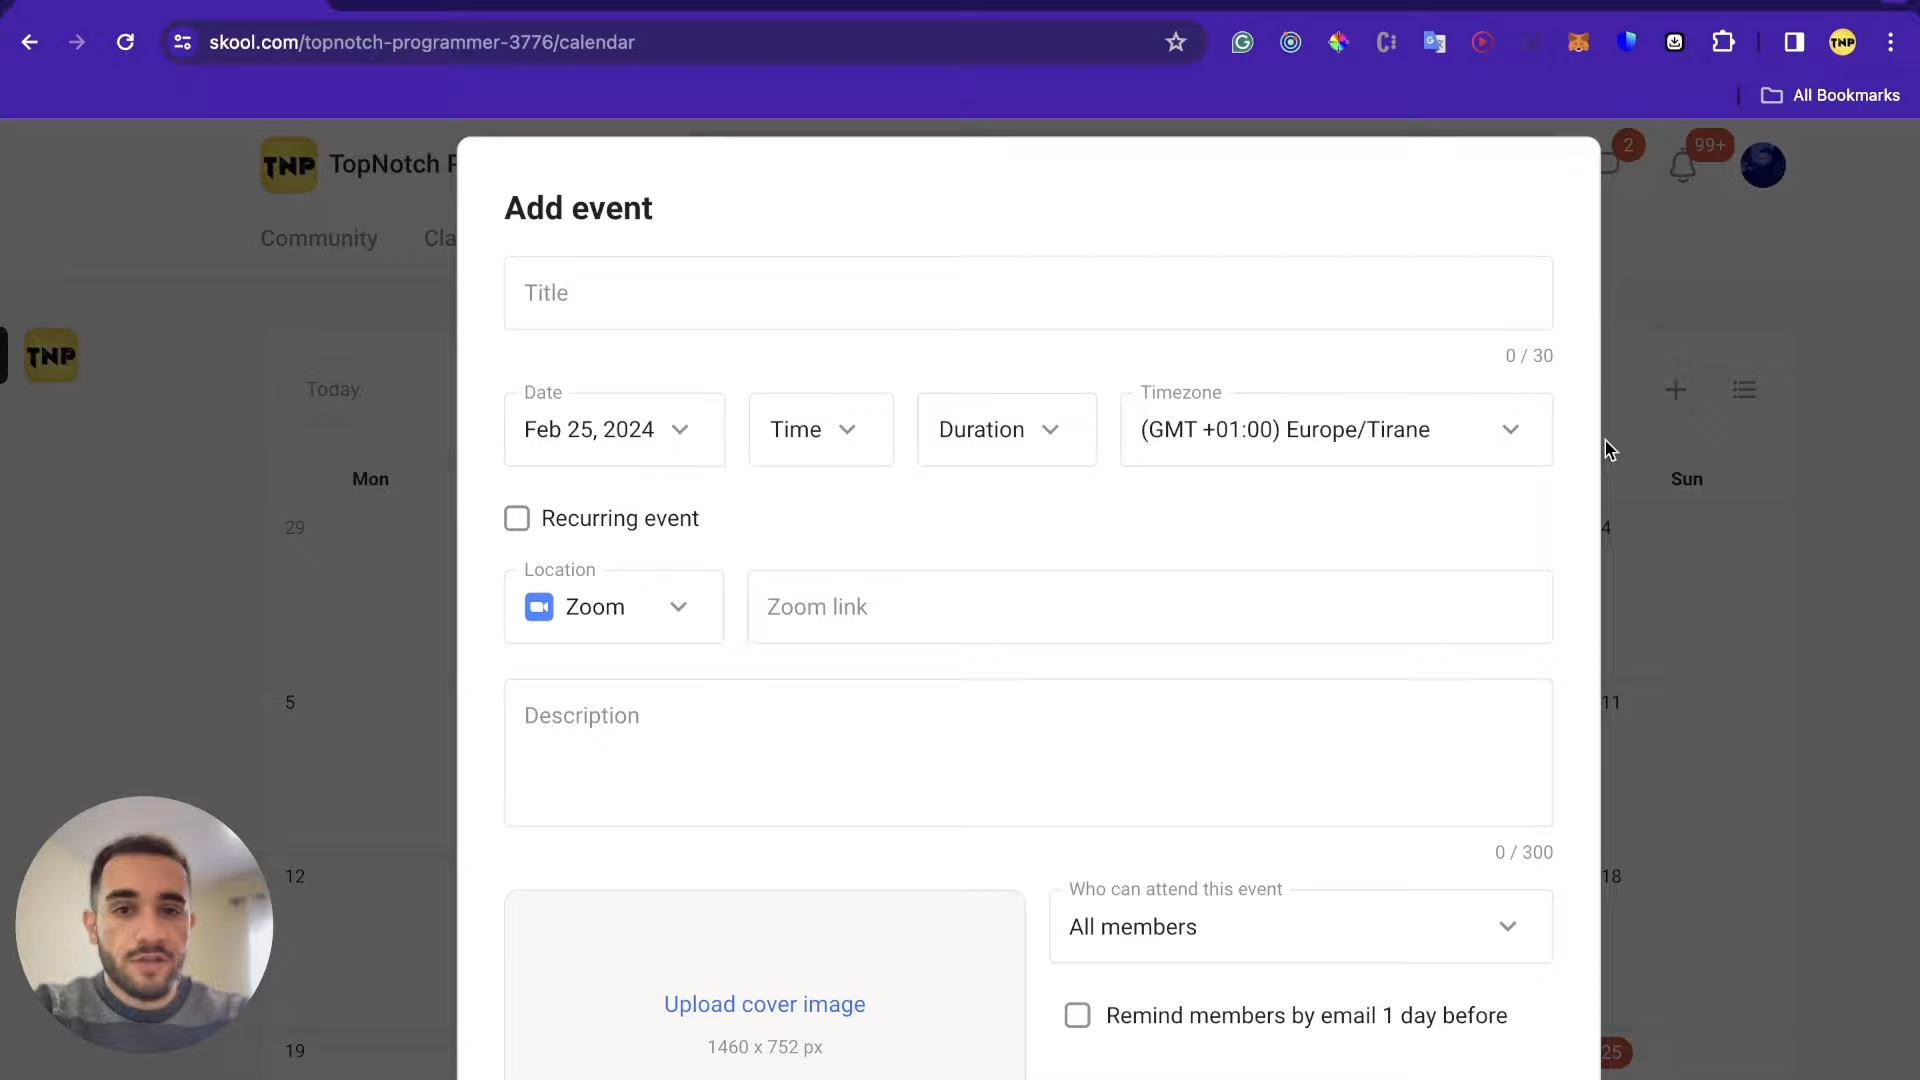 skool.com/topnotch-programmer-3776/calendar
TNP
All Bookmarks
TNP TopNotch P
2
99+
Community Cla
Add event
Title
0 / 30
TNP
Today
Date
Feb 25, 2024
Time
Duration
Timezone
(GMT +01:00) Europe/Tirane
Mon
Sun
29
4
Recurring event
Location
Zoom
Zoom link
5
11
Description
0 / 300
12
18
Who can attend this event
All members
Upload cover image
1460 x 752 px
Remind members by email 1 day before
19
25